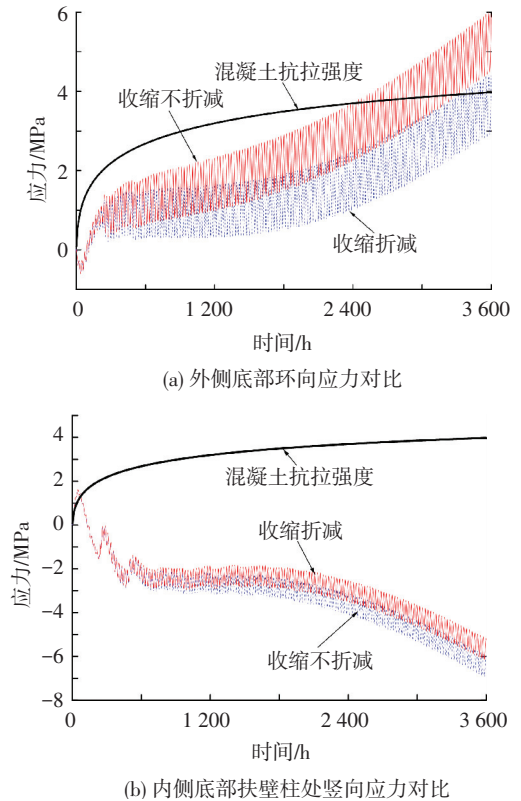 6
4
2
0
应力/MPa
混凝土抗拉强度
收缩不折减
收缩折减
0
1 200
2 400
3 600
时间/h
(a) 外侧底部环向应力对比
4
2
0
−2
−4
−6
−8
应力/MPa
混凝土抗拉强度
收缩折减
收缩不折减
0
1 200
2 400
3 600
时间/h
(b) 内侧底部扶壁柱处竖向应力对比